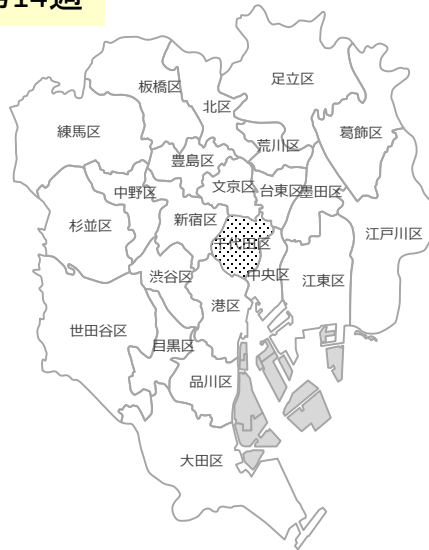 第14週
足立区
板橋区
北区
葛飾区
練馬区
荒川区
豊島区
文京区
台東区
墨田区
中野区
杉並区
新宿区
千代田区
江戸川区
渋谷区
中央区
江東区
港区
世田谷区
目黒区
品川区
大田区